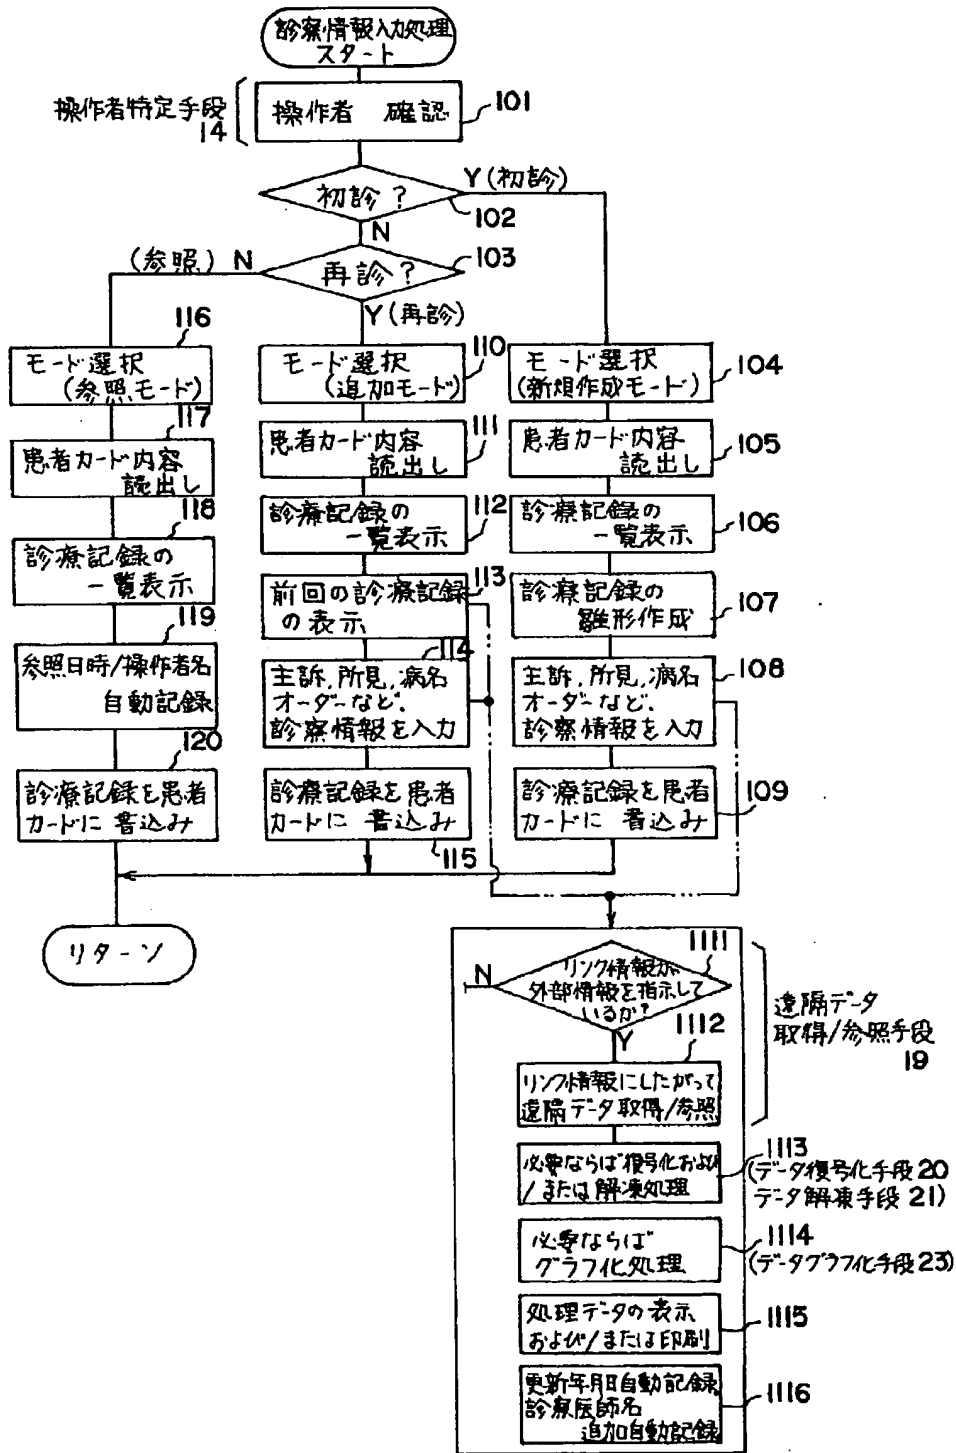 診察情報入力処理
スタート
操作者特定手段
14
操作者 確認
101
初診?
Y(初診)
102
N
再診?
103
(参照) N
Y(再診)
116
モード選択
(参照モード)
117
患者カード内容
読出し
118
診療記録の
一覧表示
119
参照日時/操作者名
自動記録
120
診療記録を患者
カードに書込み
110
モード選択
(追加モード)
111
患者カード内容
読出し
112
診療記録の
一覧表示
113
前回の診療記録
の表示
114
主訴,所見,病名
オーダーなど、
診察情報を入力
診療記録を患者
カードに書込み
115
モード選択
(新規作成モード)
104
患者カード内容
読出し
105
診療記録の
一覧表示
106
診療記録の
雛形作成
107
主訴,所見,病名
オーダーなど、
診察情報を入力
108
診療記録を患者
カードに書込み
109
リターン
1111
リンク情報が
外部情報を指示して
いるか?
N
Y
1112
リンク情報にしたがって
遠隔データ取得/参照
遠隔データ
取得/参照手段
19
必要ならば復号化および
/または解凍処理
1113
(データ復号化手段20
データ解凍手段21)
必要ならば
グラフ化処理
1114
(データグラフ化手段23)
処理データの表示
および/または印刷
1115
更新年月日自動記録
診察医師名
追加自動記録
1116